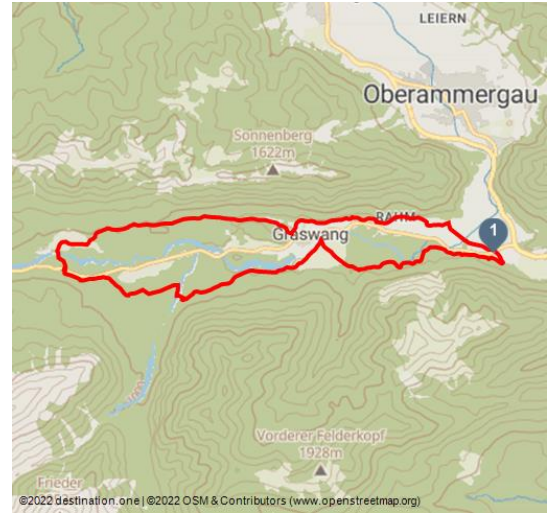 LEIERN
Oberammergau
Sonnenberg
1622m
RAHM
Graswang
1
Vorderer Felderkopf
1928m
Frieder
©2022 destination.one | ©2022 OSM & Contributors (www.openstreetmap.org)